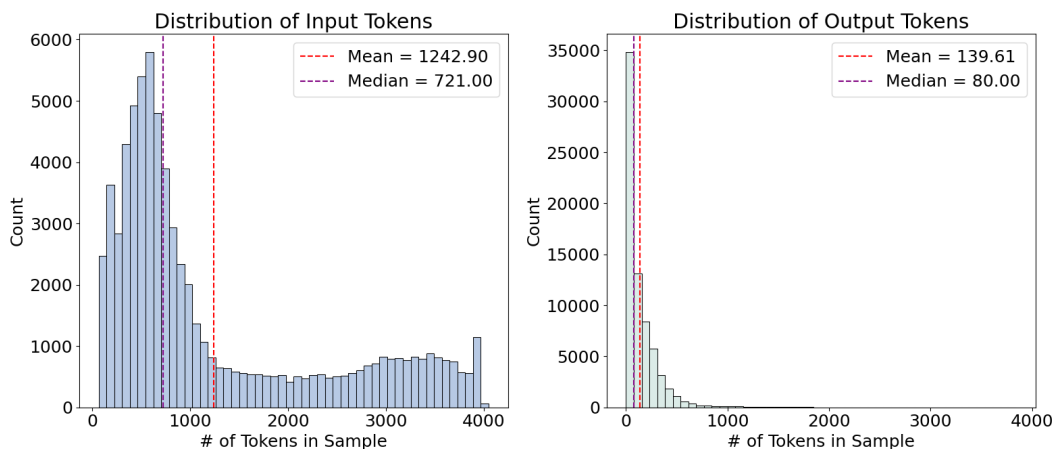 Distribution of Input Tokens
Mean = 1242.90
Median = 721.00
6000
5000
4000
3000
2000
1000
0
Count
0 1000 2000 3000 4000
# of Tokens in Sample
Distribution of Output Tokens
Mean = 139.61
Median = 80.00
35000
30000
25000
20000
15000
10000
5000
0
Count
0 1000 2000 3000 4000
# of Tokens in Sample